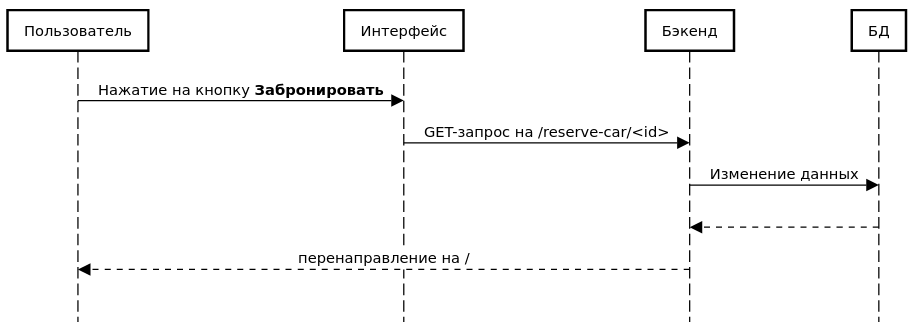 Пользователь
Интерфейс
Бэкенд
БД
Нажатие на кнопку Забронировать
GET-запрос на /reserve-car/<id>
Изменение данных
перенаправление на /